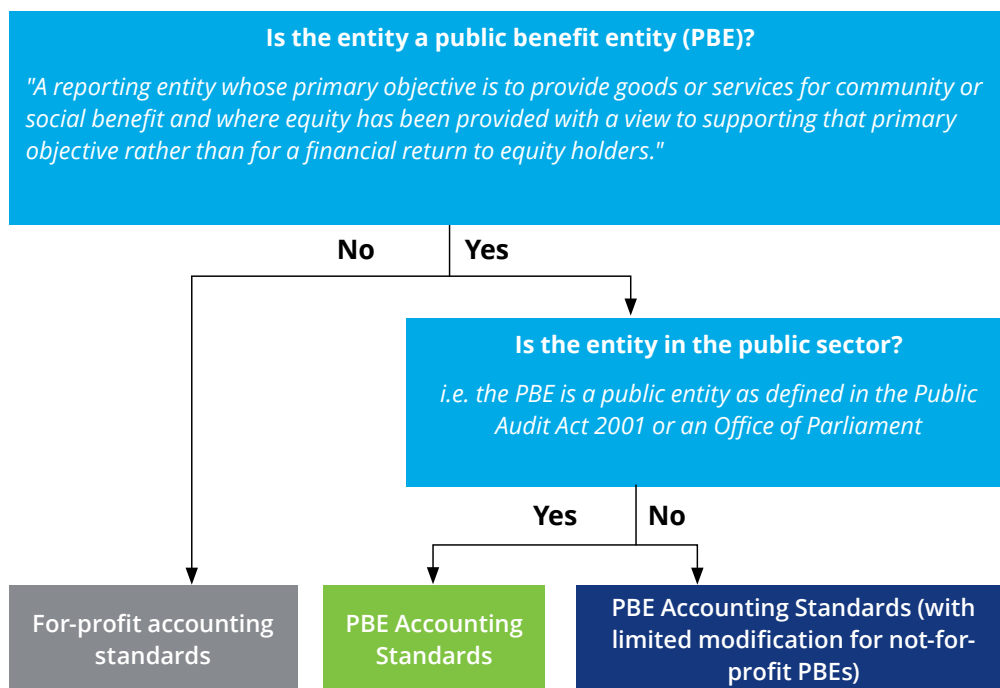 Is the entity a public benefit entity (PBE)?
"A reporting entity whose primary objective is to provide goods or services for community or
social benefit and where equity has been provided with a view to supporting that primary
objective rather than for a financial return to equity holders."
No
Yes
Is the entity in the public sector?
i.e. the PBE is a public entity as defined in the Public
Audit Act 2001 or an Office of Parliament
Yes
No
For-profit accounting
standards
PBE Accounting
Standards
PBE Accounting Standards (with
limited modification for not-for-
profit PBEs)